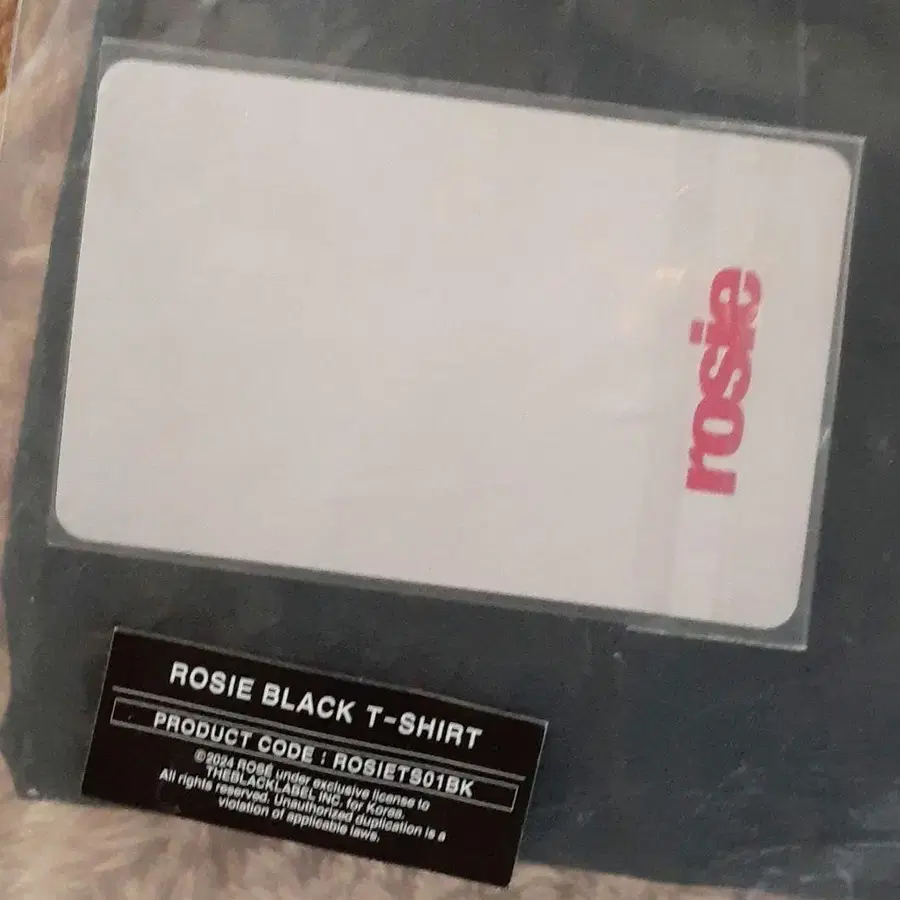 rosie
ROSIE BLACK T-SHIRT
PRODUCT CODE : ROSIETS01BK
©2024 ROSÉ under exclusive license to
THEBLACKLABEL INC. for Korea.
All rights reserved. Unauthorized duplication is a
violation of applicable laws.